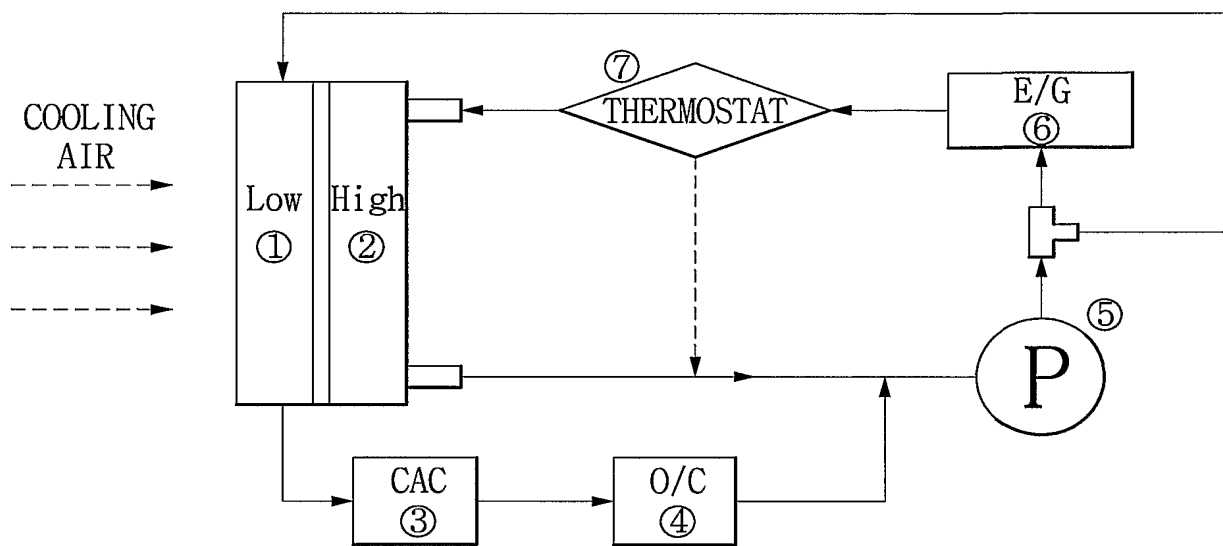 ⑦
THERMOSTAT
E/G
⑥
COOLING
AIR
Low
①
High
②
⑤
P
CAC
③
O/C
④